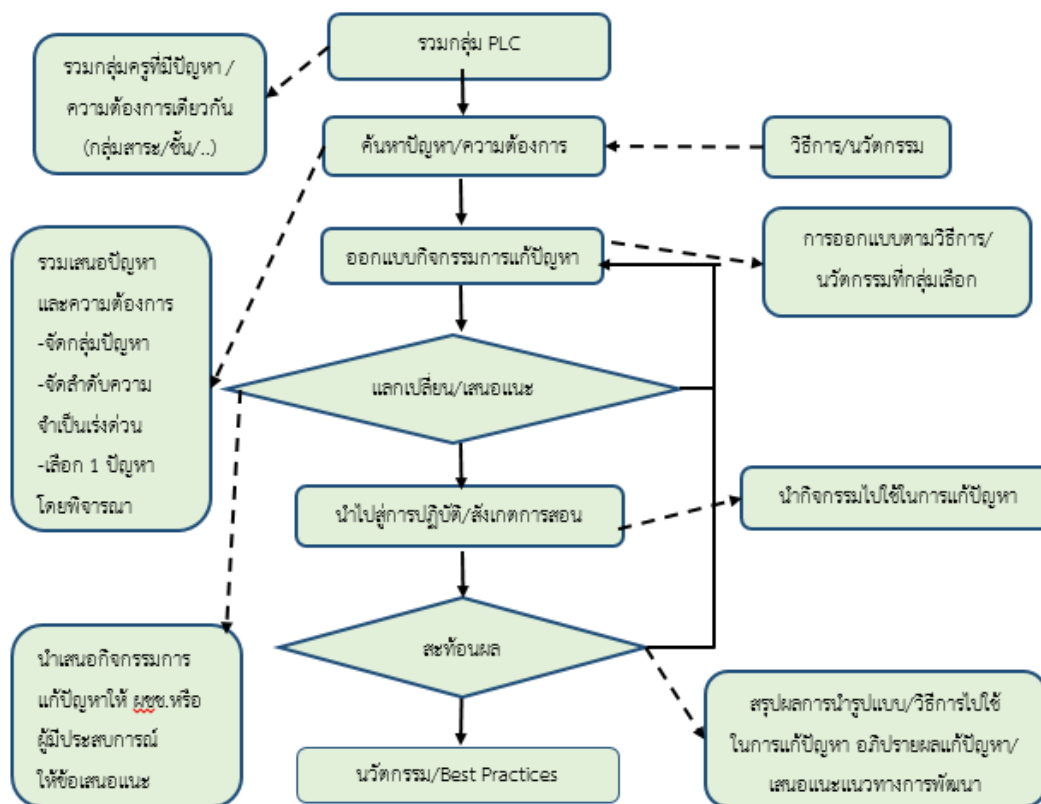 รวมกลุ่ม PLC
รวมกลุ่มครูที่มีปัญหา /
ความต้องการเดียวกัน
(กลุ่มสาระ/ชั้น/..)
ค้นหาปัญหา/ความต้องการ
วิธีการ/นวัตกรรม
รวมเสนอปัญหา
และความต้องการ
-จัดกลุ่มปัญหา
-จัดลำดับความ
จำเป็นเร่งด่วน
-เลือก 1 ปัญหา
โดยพิจารณา
ออกแบบกิจกรรมการแก้ปัญหา
การออกแบบตามวิธีการ/
นวัตกรรมที่กลุ่มเลือก
แลกเปลี่ยน/เสนอแนะ
นำไปสู่การปฏิบัติ/สังเกตการสอน
นำกิจกรรมไปใช้ในการแก้ปัญหา
สะท้อนผล
นำเสนอกิจกรรมการ
แก้ปัญหาให้ ผชช.หรือ
ผู้มีประสบการณ์
ให้ข้อเสนอแนะ
สรุปผลการนำรูปแบบ/วิธีการไปใช้
ในการแก้ปัญหา อภิปรายผลแก้ปัญหา/
เสนอแนะแนวทางการพัฒนา
นวัตกรรม/Best Practices